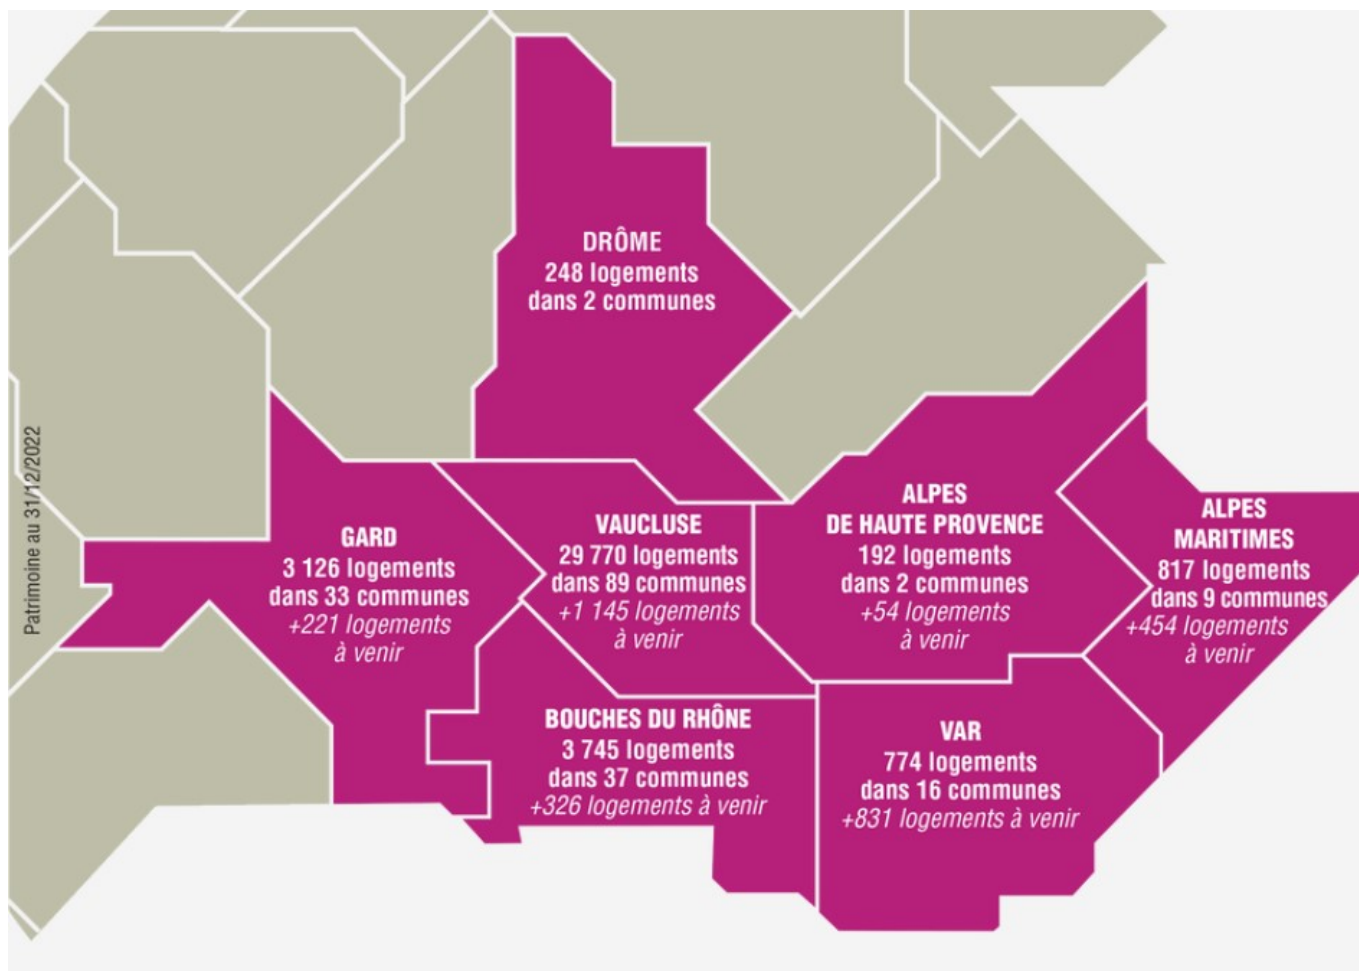 DRÔME
248 logements
dans 2 communes
ALPES
DE HAUTE PROVENCE
192 logements
dans 2 communes
+54 logements
à venir
ALPES
MARITIMES
817 logements
dans 9 communes
+454 logements
à venir
VAUCLUSE
29 770 logements
dans 89 communes
+1 145 logements
à venir
GARD
3 126 logements
dans 33 communes
+221 logements
à venir
BOUCHES DU RHÔNE
3 745 logements
dans 37 communes
+326 logements à venir
VAR
774 logements
dans 16 communes
+831 logements à venir
Patrimoine au 31/12/2022